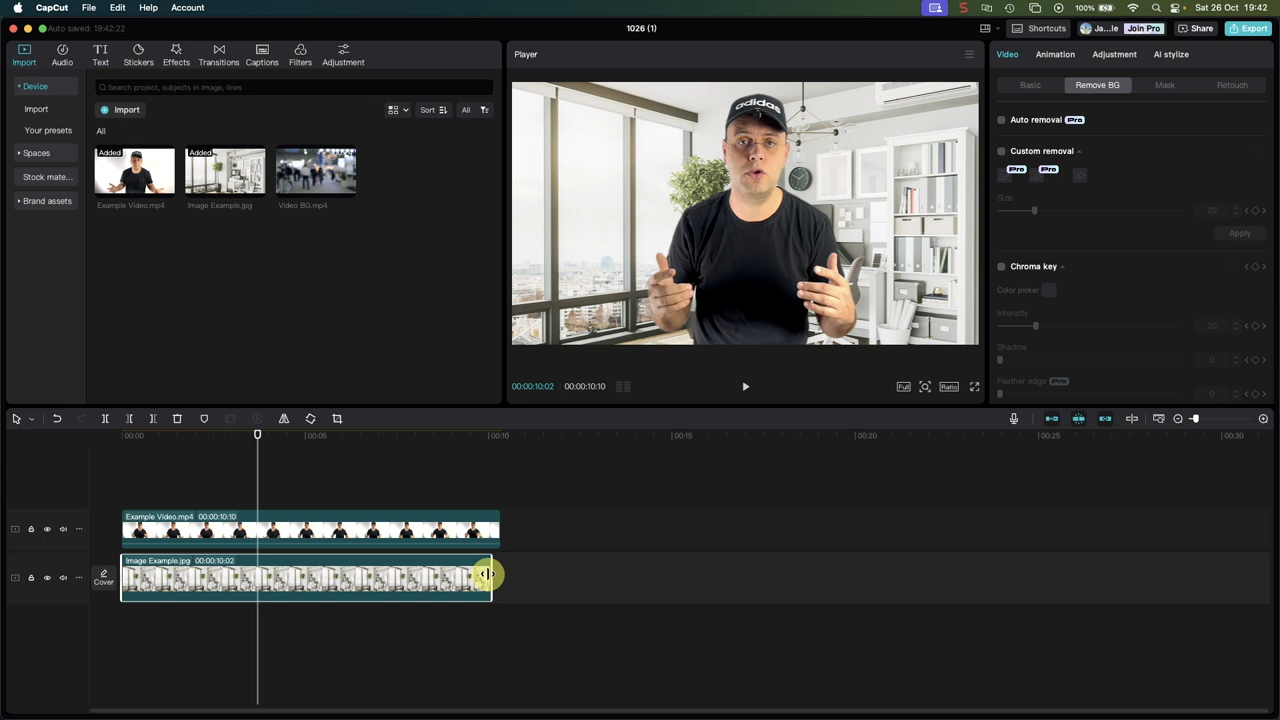 CapCut File Edit Help Account 100% Sat 26 Oct 19:42
Auto saved: 19:42:22 1026 (1) Shortcuts Ja...le Join Pro Share Export
Import Audio Text Stickers Effects Transitions Captions Filters Adjustment
Device
Import
Your presets
Spaces
Stock mate...
Brand assets
Search project, subjects in image, lines
Import Sort All
All
Added Added
Example Video.mp4 Image Example.jpg Video BG.mp4
Player
adidas
00:00:10:02 00:00:10:10 Full Ratio
Video Animation Adjustment AI stylize
Basic Remove BG Mask Retouch
Auto removal Pro
Custom removal
Pro Pro
Size
20
Apply
Chroma key
Color picker
Intensity
20
Shadow
0
Feather edge Pro
0
00:00 00:05 00:10 00:15 00:20 00:25 00:30
Example Video.mp4 00:00:10:10
Image Example.jpg 00:00:10:02
Cover